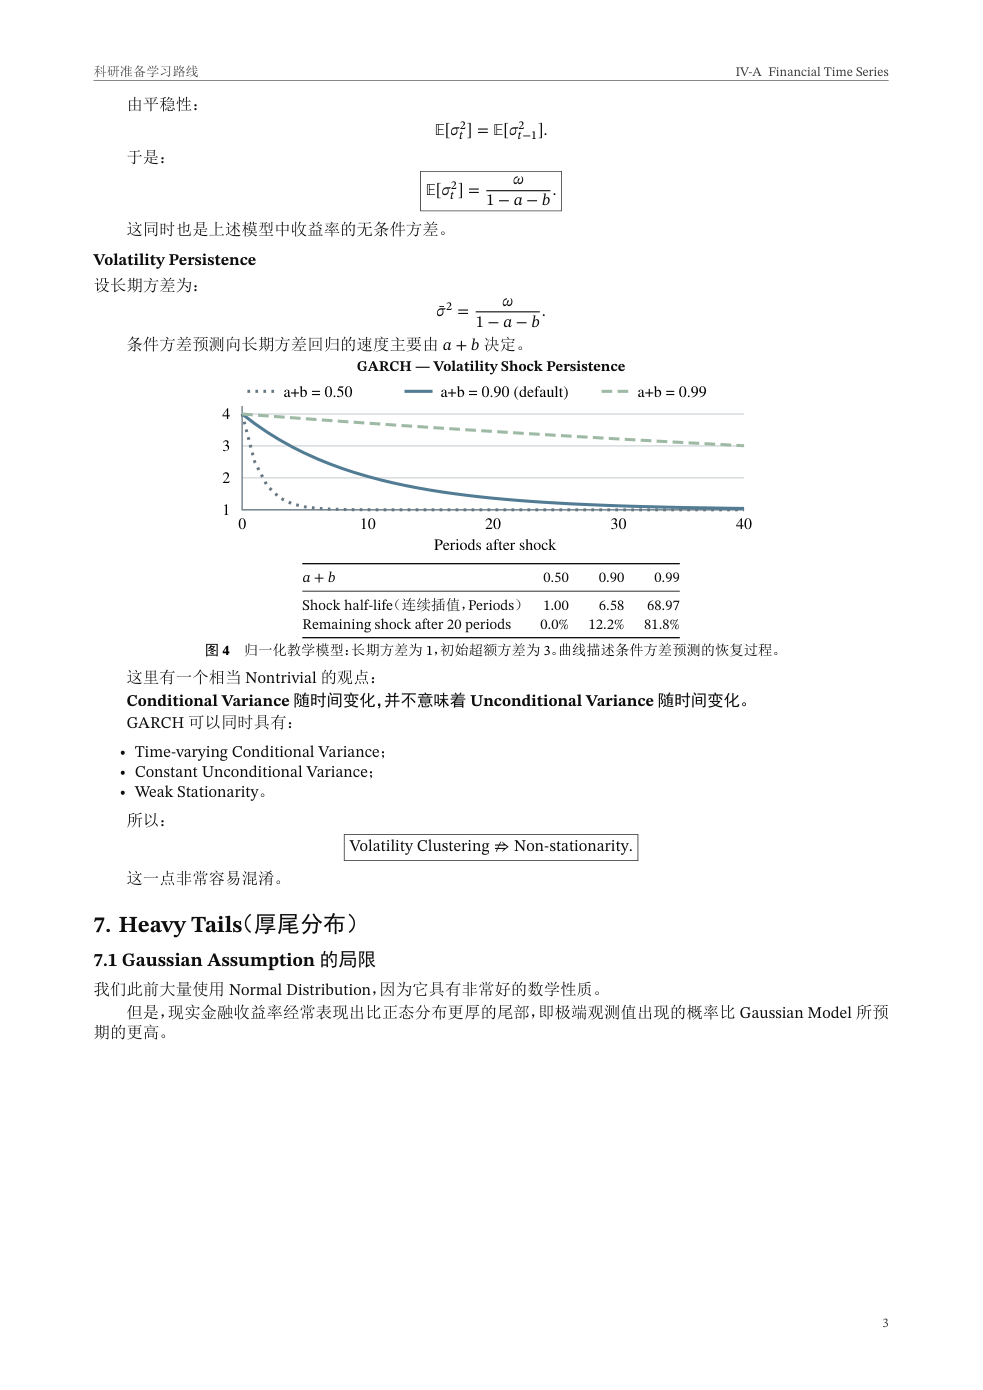 科研准备学习路线 IV-A Financial Time Series
由平稳性：
𝔼[σ_t^2] = 𝔼[σ_{t−1}^2].
于是：
𝔼[σ_t^2] = ω / (1 − a − b).
这同时也是上述模型中收益率的无条件方差。
Volatility Persistence
设长期方差为：
σ̄^2 = ω / (1 − a − b).
条件方差预测向长期方差回归的速度主要由 a + b 决定。
GARCH — Volatility Shock Persistence
a+b = 0.50 a+b = 0.90 (default) a+b = 0.99
4
3
2
1
0 10 20 30 40
Periods after shock
a + b 0.50 0.90 0.99
Shock half-life（连续插值，Periods） 1.00 6.58 68.97
Remaining shock after 20 periods 0.0% 12.2% 81.8%
图 4 归一化教学模型：长期方差为 1，初始超额方差为 3。曲线描述条件方差预测的恢复过程。
这里有一个相当 Nontrivial 的观点：
Conditional Variance 随时间变化，并不意味着 Unconditional Variance 随时间变化。
GARCH 可以同时具有：
• Time-varying Conditional Variance；
• Constant Unconditional Variance；
• Weak Stationarity。
所以：
Volatility Clustering ⇏ Non-stationarity.
这一点非常容易混淆。
7. Heavy Tails（厚尾分布）
7.1 Gaussian Assumption 的局限
我们此前大量使用 Normal Distribution，因为它具有非常好的数学性质。
但是，现实金融收益率经常表现出比正态分布更厚的尾部，即极端观测值出现的概率比 Gaussian Model 所预
期的更高。
3